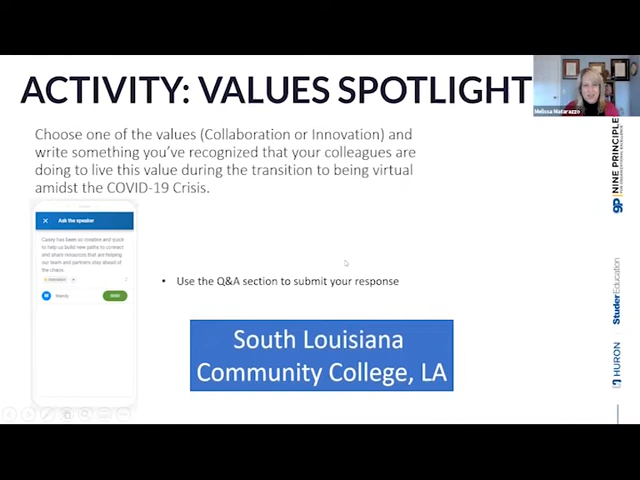 ACTIVITY: VALUES SPOTLIGHT
Melissa Matarazzo
Choose one of the values (Collaboration or Innovation) and
write something you've recognized that your colleagues are
doing to live this value during the transition to being virtual
amidst the COVID-19 Crisis.
Ask the speaker
Casey has been so creative and quick
to help us build new paths to connect
and share resources that are helping
our team and partners stay ahead of
the chaos.
Wendy
SEND
• Use the Q&A section to submit your response
South Louisiana
Community College, LA
9P NINE PRINCIPLES
StuderEducation
HURON